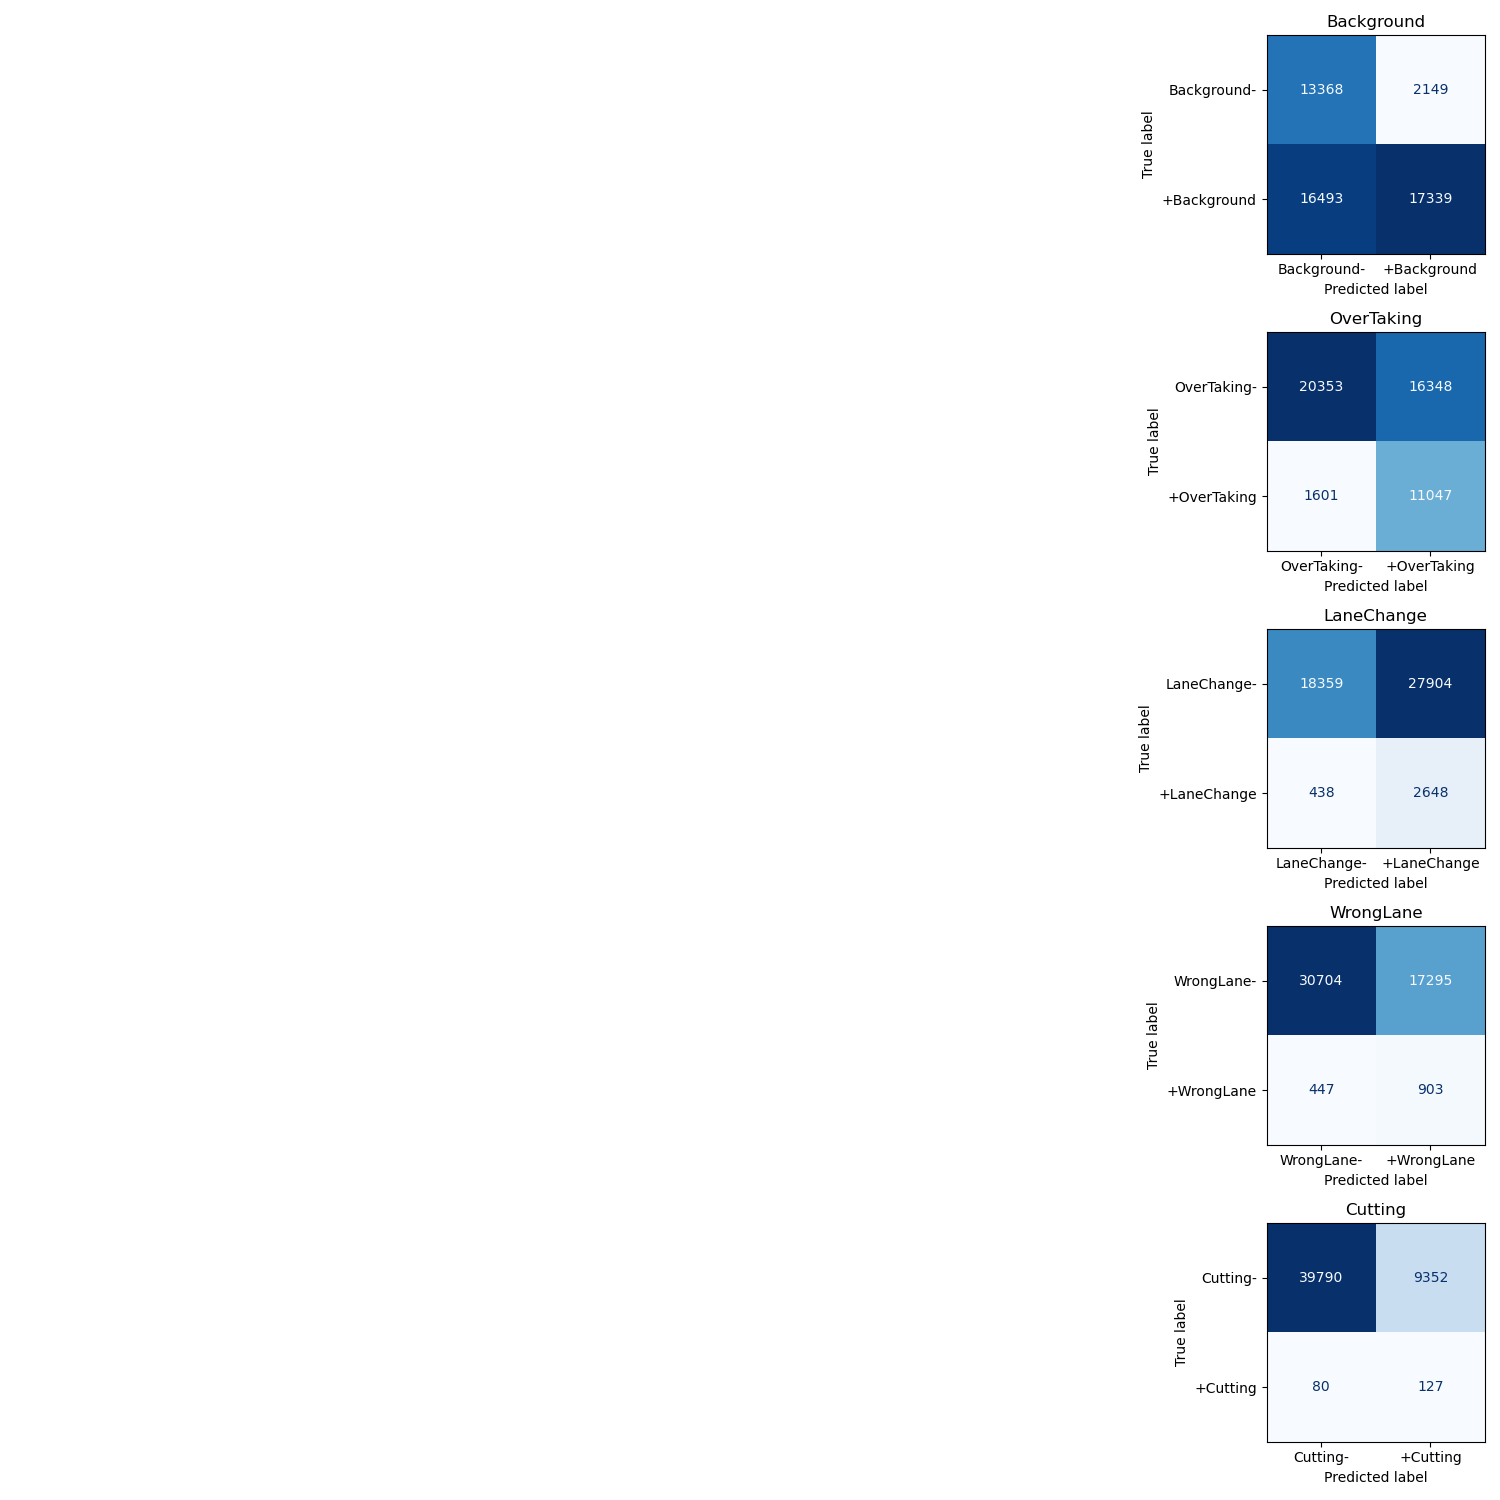 Background
True label
Background-
13368 2149
+Background
16493 17339
Background- +Background
Predicted label
OverTaking
True label
OverTaking-
20353 16348
+OverTaking
1601 11047
OverTaking- +OverTaking
Predicted label
LaneChange
True label
LaneChange-
18359 27904
+LaneChange
438 2648
LaneChange- +LaneChange
Predicted label
WrongLane
True label
WrongLane-
30704 17295
+WrongLane
447 903
WrongLane- +WrongLane
Predicted label
Cutting
True label
Cutting-
39790 9352
+Cutting
80 127
Cutting- +Cutting
Predicted label